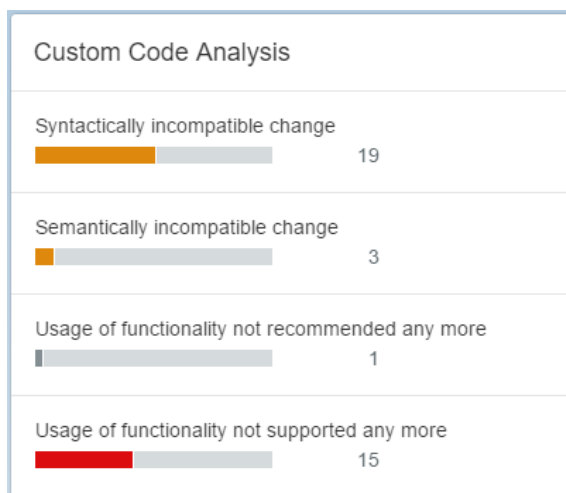 Custom Code Analysis
Syntactically incompatible change
19
Semantically incompatible change
3
Usage of functionality not recommended any more
1
Usage of functionality not supported any more
15